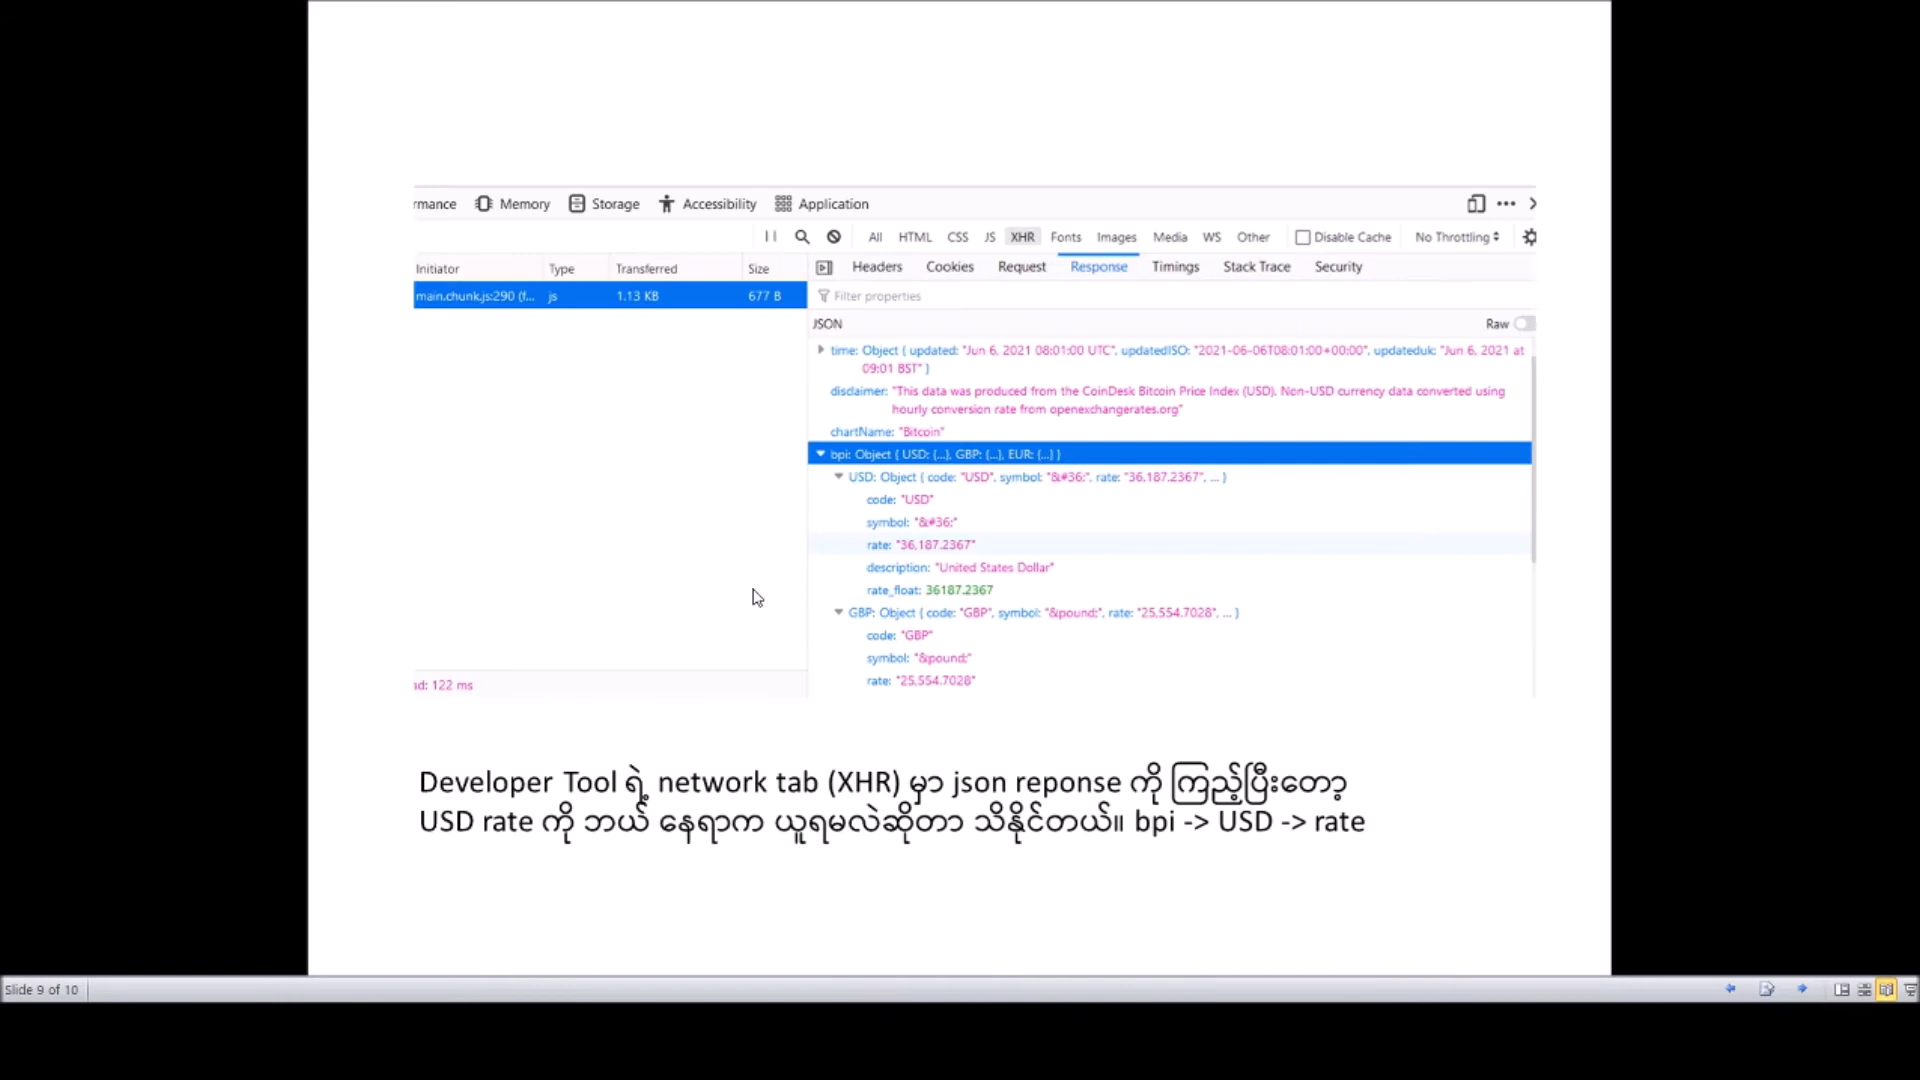 rmance Memory Storage Accessibility Application
All HTML CSS JS XHR Fonts Images Media WS Other Disable Cache No Throttling
Initiator Type Transferred Size
Headers Cookies Request Response Timings Stack Trace Security
main.chunk.js:290 (f... js 1.13 KB 677 B
Filter properties
JSON Raw
time: Object { updated: "Jun 6, 2021 08:01:00 UTC", updatedISO: "2021-06-06T08:01:00+00:00", updateduk: "Jun 6, 2021 at
09:01 BST" }
disclaimer: "This data was produced from the CoinDesk Bitcoin Price Index (USD). Non-USD currency data converted using
hourly conversion rate from openexchangerates.org"
chartName: "Bitcoin"
bpi: Object { USD: {...}, GBP: {...}, EUR: {...} }
USD: Object { code: "USD", symbol: "&#36;", rate: "36,187.2367", ... }
code: "USD"
symbol: "&#36;"
rate: "36,187.2367"
description: "United States Dollar"
rate_float: 36187.2367
GBP: Object { code: "GBP", symbol: "&pound;", rate: "25,554.7028", ... }
code: "GBP"
symbol: "&pound;"
rate: "25,554.7028"
ad: 122 ms
Developer Tool ရဲ့ network tab (XHR) မှာ json reponse ကို ကြည့်ပြီးတော့
USD rate ကို ဘယ် နေရာက ယူရမလဲဆိုတာ သိနိုင်တယ်။ bpi -> USD -> rate
Slide 9 of 10